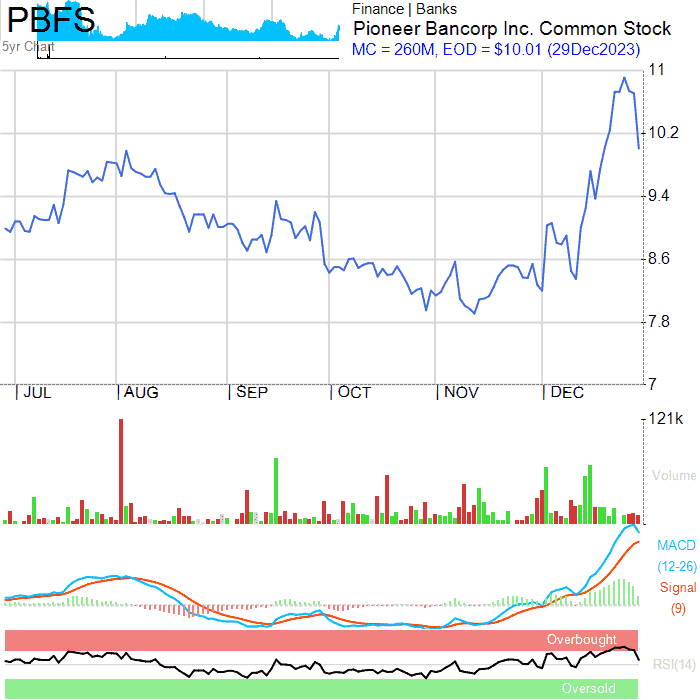 PBFS
5yr Chart
Finance | Banks
Pioneer Bancorp Inc. Common Stock
MC = 260M, EOD = $10.01 (29Dec2023)
11
10.2
9.4
8.6
7.8
7
JUL AUG SEP OCT NOV DEC
121k
Volume
MACD
(12-26)
Signal
(9)
Overbought
RSI(14)
Oversold